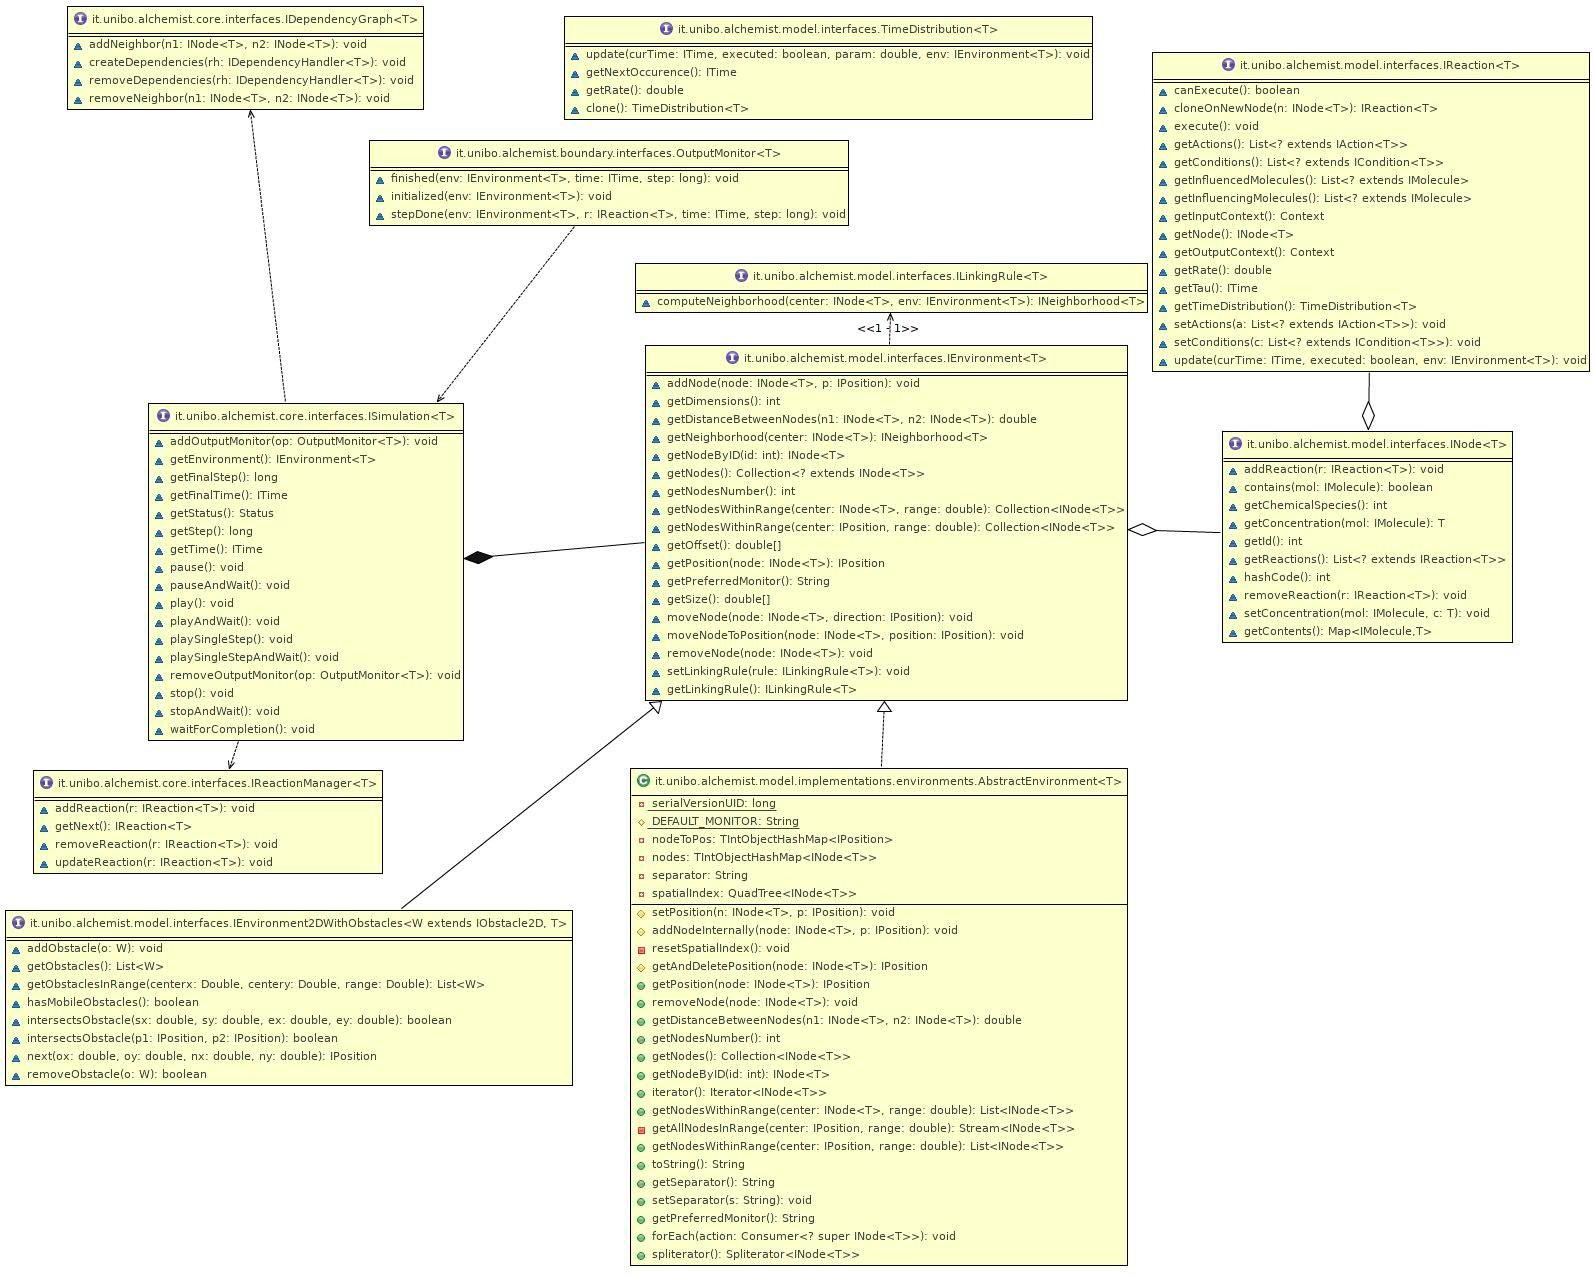 it.unibo.alchemist.core.interfaces.IDependencyGraph<T>
addNeighbor(n1: INode<T>, n2: INode<T>): void
createDependencies(rh: IDependencyHandler<T>): void
removeDependencies(rh: IDependencyHandler<T>): void
removeNeighbor(n1: INode<T>, n2: INode<T>): void
it.unibo.alchemist.model.interfaces.TimeDistribution<T>
update(curTime: ITime, executed: boolean, param: double, env: IEnvironment<T>): void
getNextOccurence(): ITime
getRate(): double
clone(): TimeDistribution<T>
it.unibo.alchemist.model.interfaces.IReaction<T>
canExecute(): boolean
cloneOnNewNode(n: INode<T>): IReaction<T>
execute(): void
getActions(): List<? extends IAction<T>>
getConditions(): List<? extends ICondition<T>>
getInfluencedMolecules(): List<? extends IMolecule>
getInfluencingMolecules(): List<? extends IMolecule>
getInputContext(): Context
getNode(): INode<T>
getOutputContext(): Context
getRate(): double
getTau(): ITime
getTimeDistribution(): TimeDistribution<T>
setActions(a: List<? extends IAction<T>>): void
setConditions(c: List<? extends ICondition<T>>): void
update(curTime: ITime, executed: boolean, env: IEnvironment<T>): void
it.unibo.alchemist.boundary.interfaces.OutputMonitor<T>
finished(env: IEnvironment<T>, time: ITime, step: long): void
initialized(env: IEnvironment<T>): void
stepDone(env: IEnvironment<T>, r: IReaction<T>, time: ITime, step: long): void
it.unibo.alchemist.model.interfaces.ILinkingRule<T>
computeNeighborhood(center: INode<T>, env: IEnvironment<T>): INeighborhood<T>
<<1 - 1>>
it.unibo.alchemist.model.interfaces.IEnvironment<T>
addNode(node: INode<T>, p: IPosition): void
getDimensions(): int
getDistanceBetweenNodes(n1: INode<T>, n2: INode<T>): double
getNeighborhood(center: INode<T>): INeighborhood<T>
getNodeByID(id: int): INode<T>
getNodes(): Collection<? extends INode<T>>
getNodesNumber(): int
getNodesWithinRange(center: INode<T>, range: double): Collection<INode<T>>
getNodesWithinRange(center: IPosition, range: double): Collection<INode<T>>
getOffset(): double[]
getPosition(node: INode<T>): IPosition
getPreferredMonitor(): String
getSize(): double[]
moveNode(node: INode<T>, direction: IPosition): void
moveNodeToPosition(node: INode<T>, position: IPosition): void
removeNode(node: INode<T>): void
setLinkingRule(rule: ILinkingRule<T>): void
getLinkingRule(): ILinkingRule<T>
it.unibo.alchemist.core.interfaces.ISimulation<T>
addOutputMonitor(op: OutputMonitor<T>): void
getEnvironment(): IEnvironment<T>
getFinalStep(): long
getFinalTime(): ITime
getStatus(): Status
getStep(): long
getTime(): ITime
pause(): void
pauseAndWait(): void
play(): void
playAndWait(): void
playSingleStep(): void
playSingleStepAndWait(): void
removeOutputMonitor(op: OutputMonitor<T>): void
stop(): void
stopAndWait(): void
waitForCompletion(): void
it.unibo.alchemist.model.interfaces.INode<T>
addReaction(r: IReaction<T>): void
contains(mol: IMolecule): boolean
getChemicalSpecies(): int
getConcentration(mol: IMolecule): T
getId(): int
getReactions(): List<? extends IReaction<T>>
hashCode(): int
removeReaction(r: IReaction<T>): void
setConcentration(mol: IMolecule, c: T): void
getContents(): Map<IMolecule,T>
it.unibo.alchemist.core.interfaces.IReactionManager<T>
addReaction(r: IReaction<T>): void
getNext(): IReaction<T>
removeReaction(r: IReaction<T>): void
updateReaction(r: IReaction<T>): void
it.unibo.alchemist.model.interfaces.IEnvironment2DWithObstacles<W extends IObstacle2D, T>
addObstacle(o: W): void
getObstacles(): List<W>
getObstaclesInRange(centerx: Double, centery: Double, range: Double): List<W>
hasMobileObstacles(): boolean
intersectsObstacle(sx: double, sy: double, ex: double, ey: double): boolean
intersectsObstacle(p1: IPosition, p2: IPosition): boolean
next(ox: double, oy: double, nx: double, ny: double): IPosition
removeObstacle(o: W): boolean
it.unibo.alchemist.model.implementations.environments.AbstractEnvironment<T>
serialVersionUID: long
DEFAULT_MONITOR: String
nodeToPos: TIntObjectHashMap<IPosition>
nodes: TIntObjectHashMap<INode<T>>
separator: String
spatialIndex: QuadTree<INode<T>>
setPosition(n: INode<T>, p: IPosition): void
addNodeInternally(node: INode<T>, p: IPosition): void
resetSpatialIndex(): void
getAndDeletePosition(node: INode<T>): IPosition
getPosition(node: INode<T>): IPosition
removeNode(node: INode<T>): void
getDistanceBetweenNodes(n1: INode<T>, n2: INode<T>): double
getNodesNumber(): int
getNodes(): Collection<INode<T>>
getNodeByID(id: int): INode<T>
iterator(): Iterator<INode<T>>
getNodesWithinRange(center: INode<T>, range: double): List<INode<T>>
getAllNodesInRange(center: IPosition, range: double): Stream<INode<T>>
getNodesWithinRange(center: IPosition, range: double): List<INode<T>>
toString(): String
getSeparator(): String
setSeparator(s: String): void
getPreferredMonitor(): String
forEach(action: Consumer<? super INode<T>>): void
spliterator(): Spliterator<INode<T>>